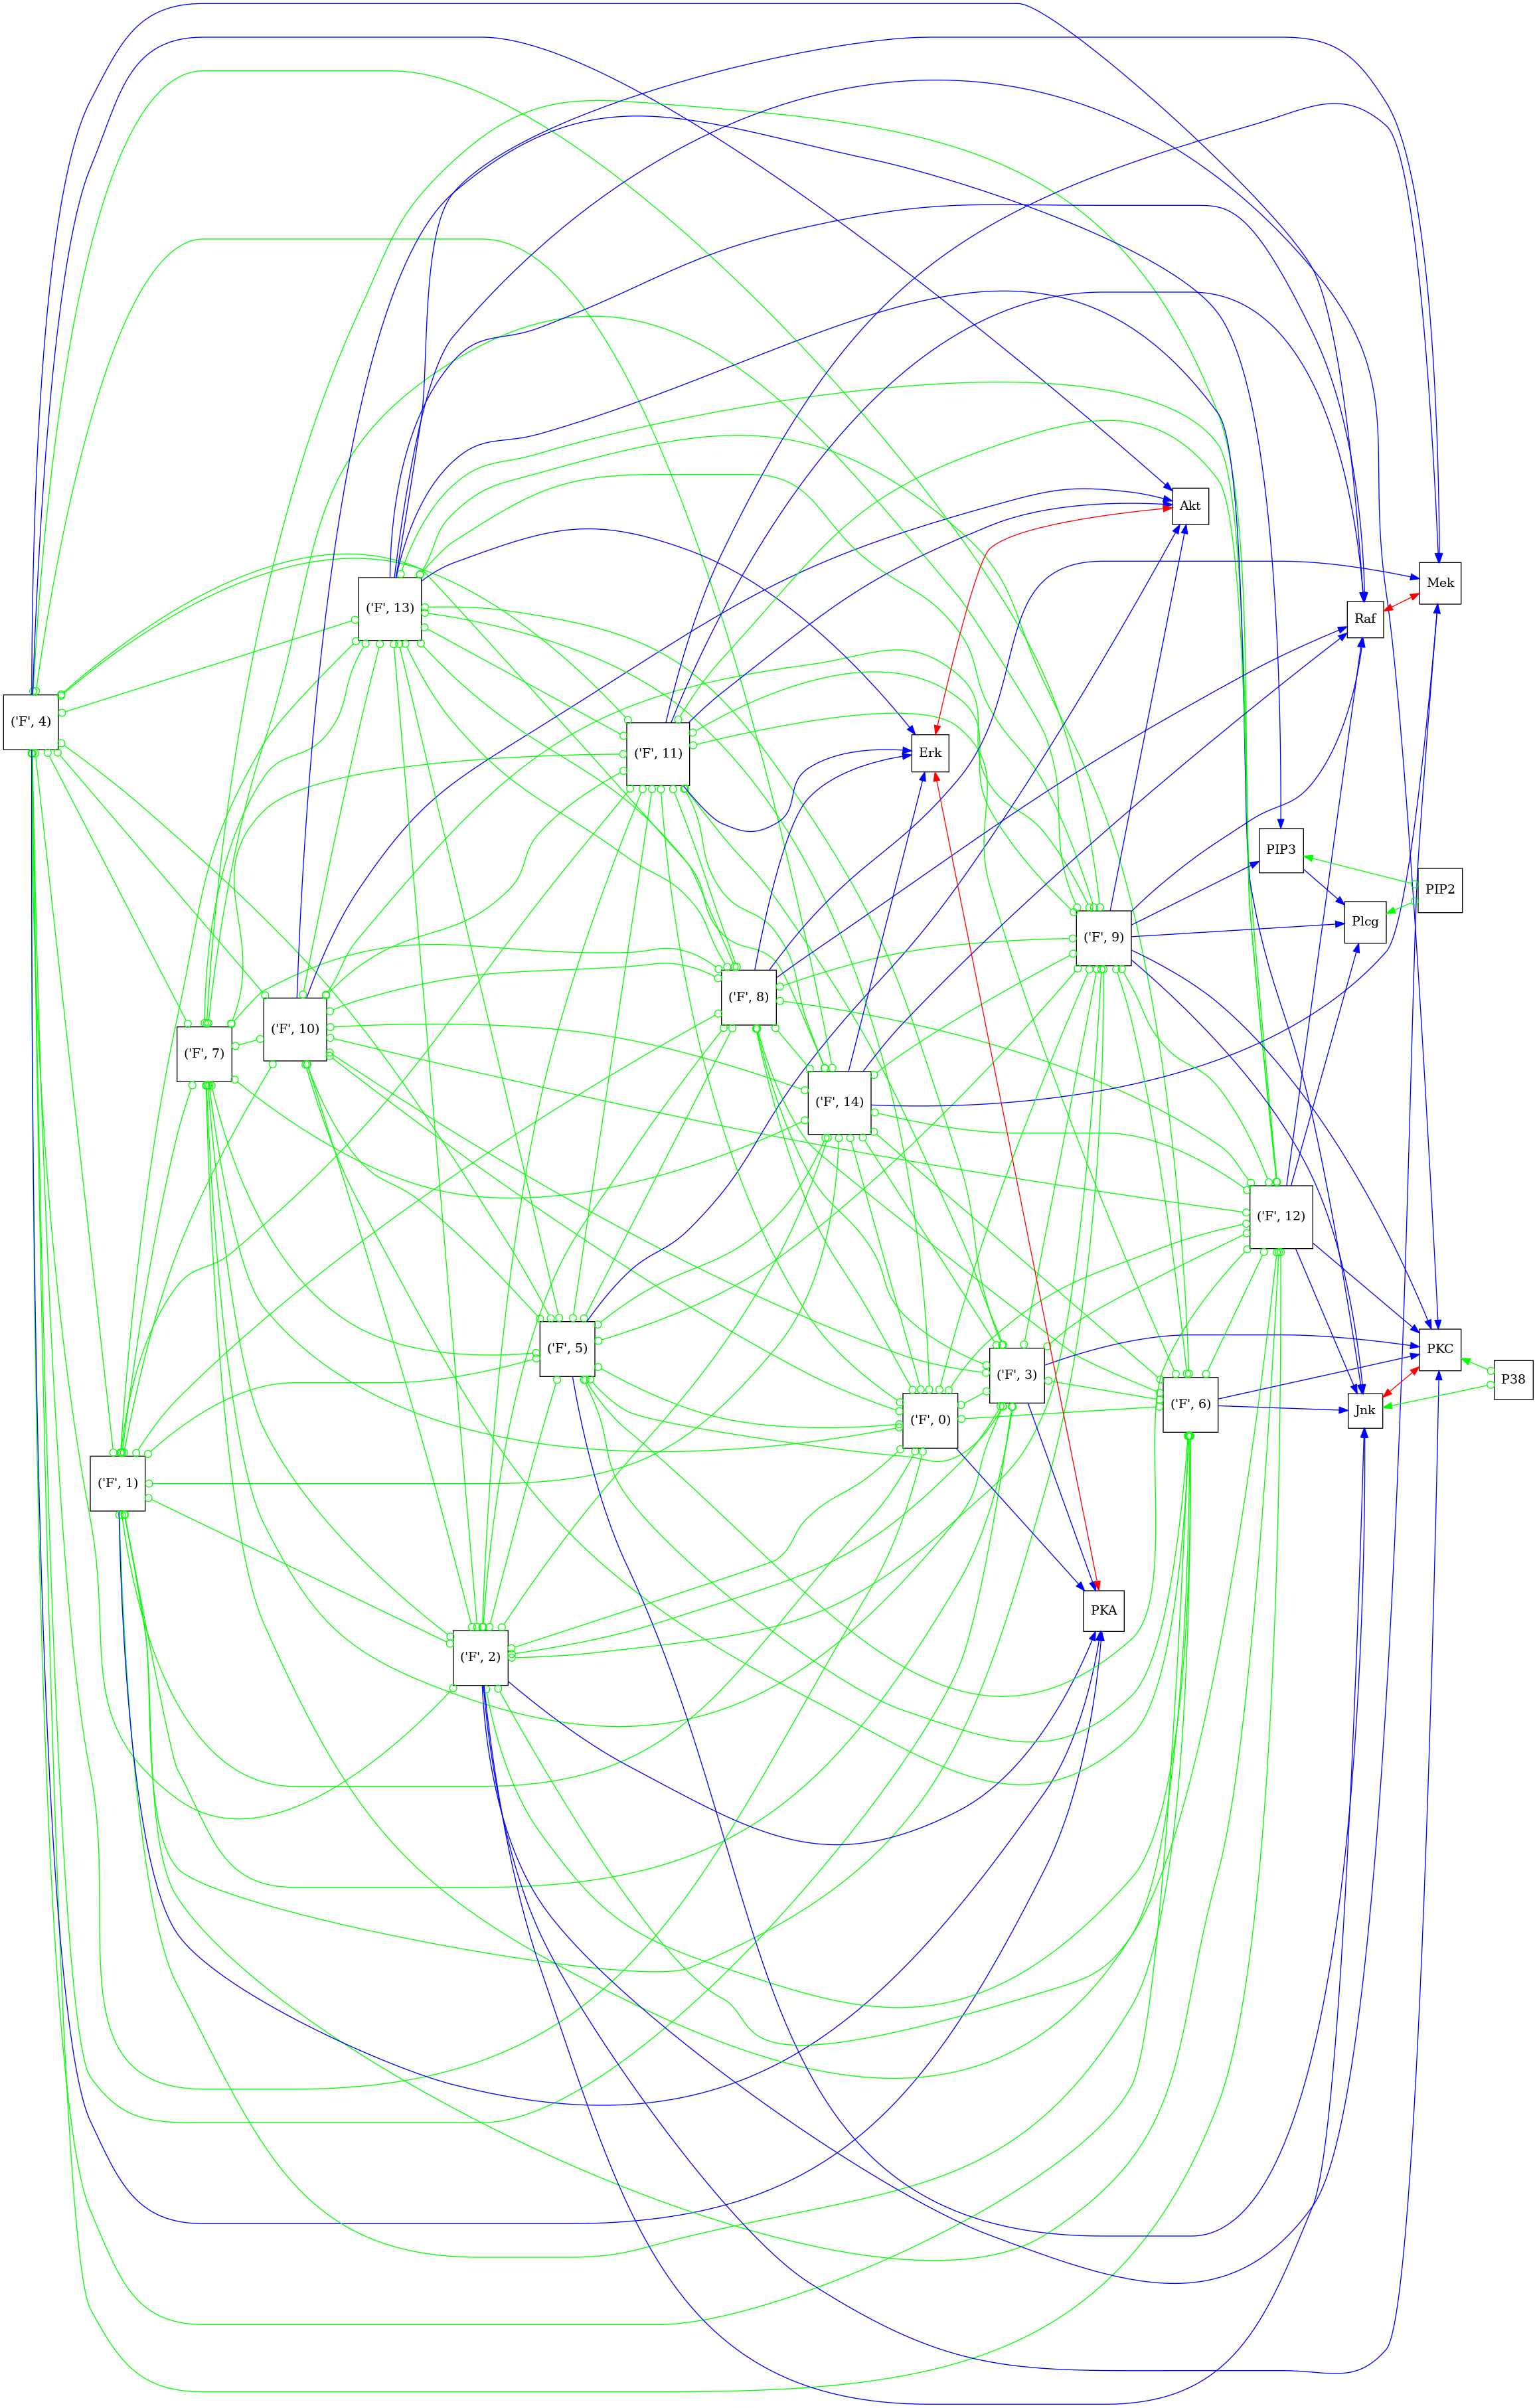 Akt
Mek
('F', 13)
Raf
('F', 4)
('F', 11)
Erk
PIP3
PIP2
Plcg
('F', 9)
('F', 8)
('F', 10)
('F', 7)
('F', 14)
('F', 12)
('F', 5)
PKC
('F', 3)
P38
('F', 6)
Jnk
('F', 0)
('F', 1)
PKA
('F', 2)